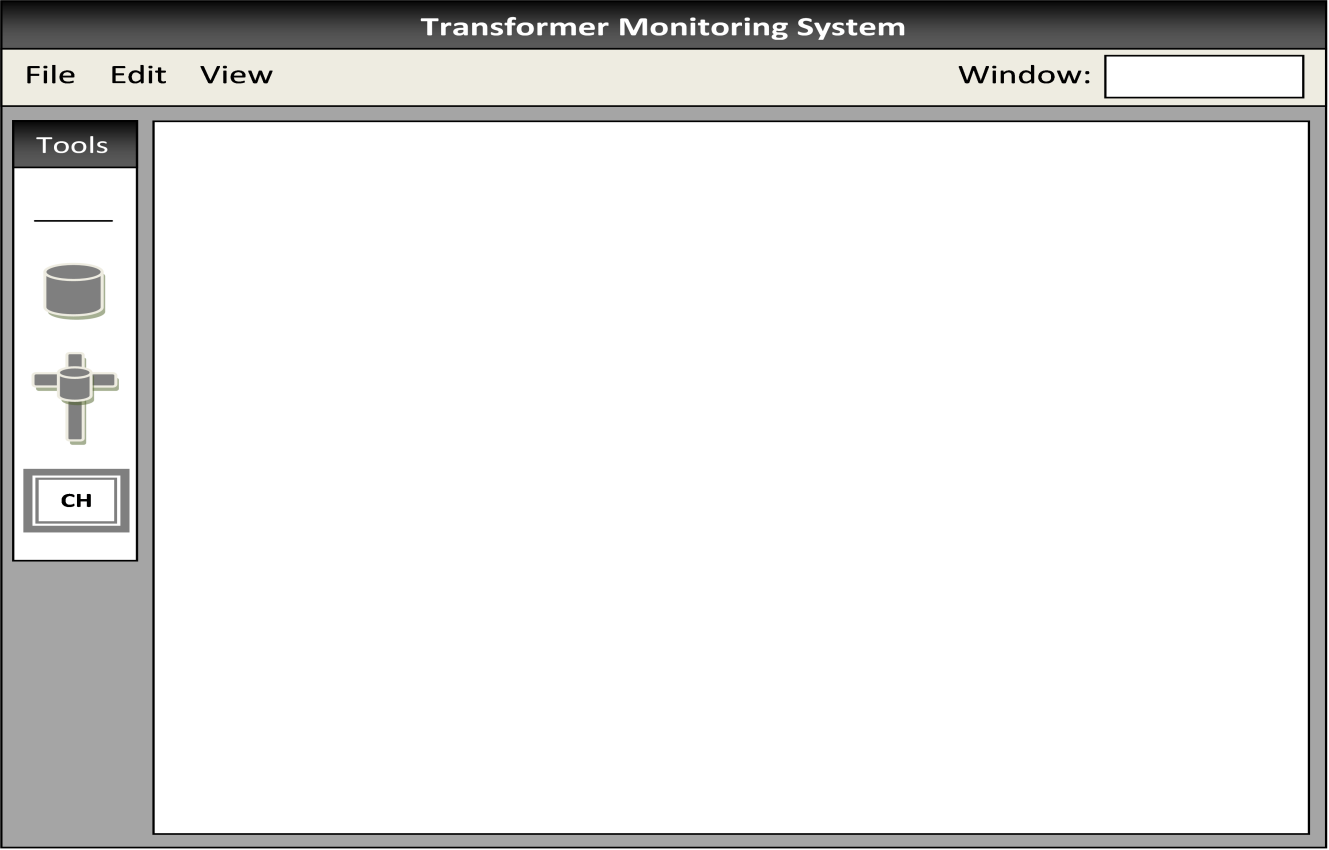 Transformer Monitoring System
File Edit View Window:
Tools
CH